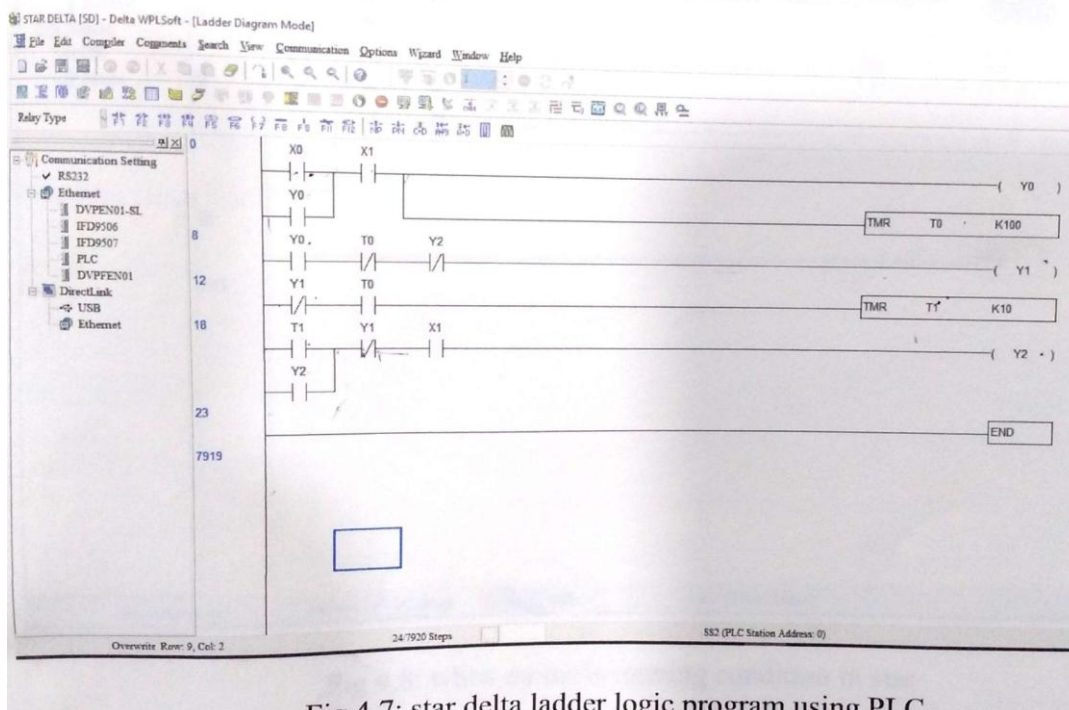 STAR DELTA [SD] - Delta WPLSoft - [Ladder Diagram Mode]
File Edit Compiler Comments Search View Communication Options Wizard Window Help
Relay Type
Communication Setting
RS232
Ethernet
DVPEN01-SL
IFD9506
IFD9507
PLC
DVPFEN01
DirectLink
USB
Ethernet
0
X0 X1
Y0
Y0
TMR T0 K100
8
Y0 T0 Y2
Y1
12
Y1 T0
TMR T1 K10
18
T1 Y1 X1
Y2
Y2
23
END
7919
Overwrite Row: 9, Col: 2
24/7920 Steps
SS2 (PLC Station Address: 0)
Fig 4.7: star delta ladder logic program using PLC